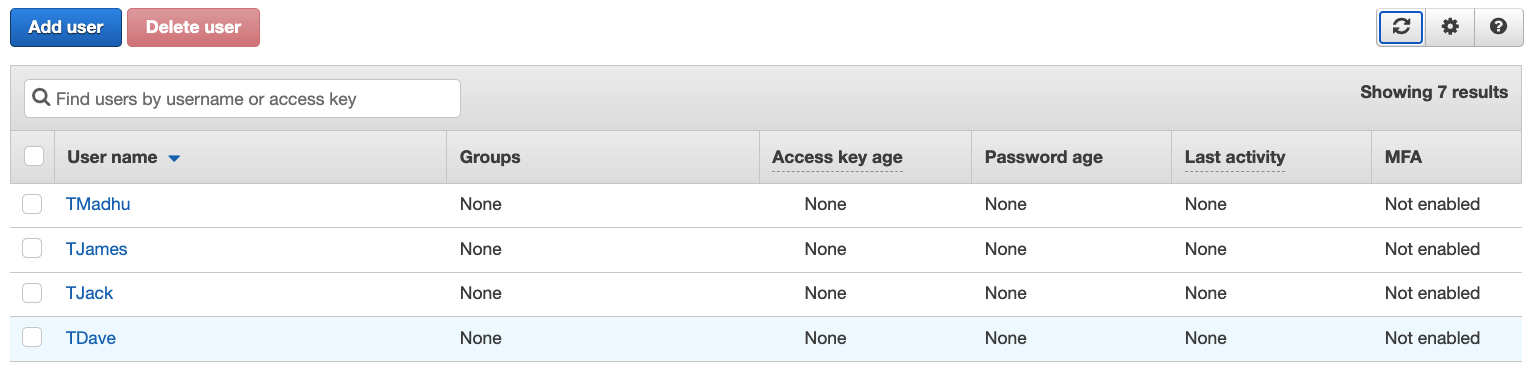 Add user Delete user
Find users by username or access key Showing 7 results
User name Groups Access key age Password age Last activity MFA
TMadhu None None None None Not enabled
TJames None None None None Not enabled
TJack None None None None Not enabled
TDave None None None None Not enabled